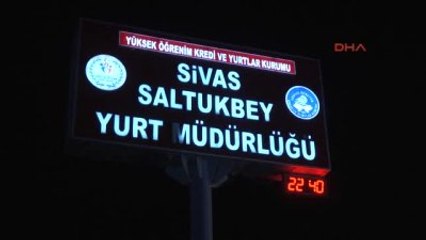 DHA
YÜKSEK ÖĞRENİM KREDİ VE YURTLAR KURUMU
SİVAS
SALTUKBEY
YURT MÜDÜRLÜĞÜ
22 40